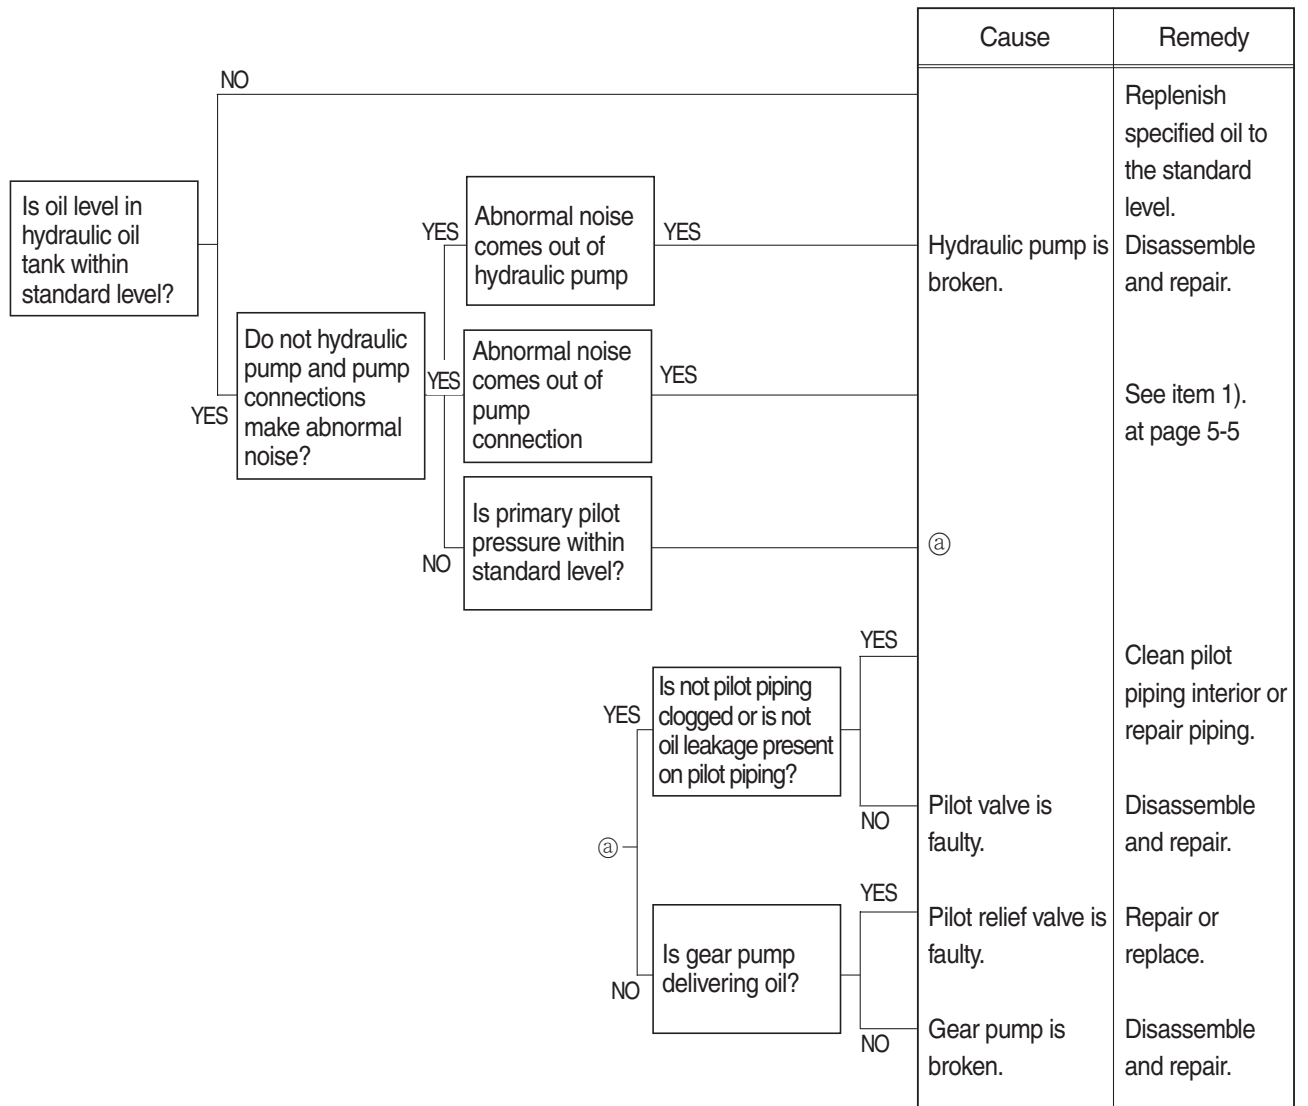 Cause
Remedy
NO
Replenish
specified oil to
the standard
level.
Is oil level in
hydraulic oil
tank within
standard level?
YES
Abnormal noise
comes out of
hydraulic pump
YES
Hydraulic pump is
broken.
Disassemble
and repair.
YES
Do not hydraulic
pump and pump
connections
make abnormal
noise?
YES
Abnormal noise
comes out of
pump
connection
YES
See item 1).
at page 5-5
NO
Is primary pilot
pressure within
standard level?
ⓐ
ⓐ
YES
Is not pilot piping
clogged or is not
oil leakage present
on pilot piping?
YES
Clean pilot
piping interior or
repair piping.
NO
Pilot valve is
faulty.
Disassemble
and repair.
NO
Is gear pump
delivering oil?
YES
Pilot relief valve is
faulty.
Repair or
replace.
NO
Gear pump is
broken.
Disassemble
and repair.